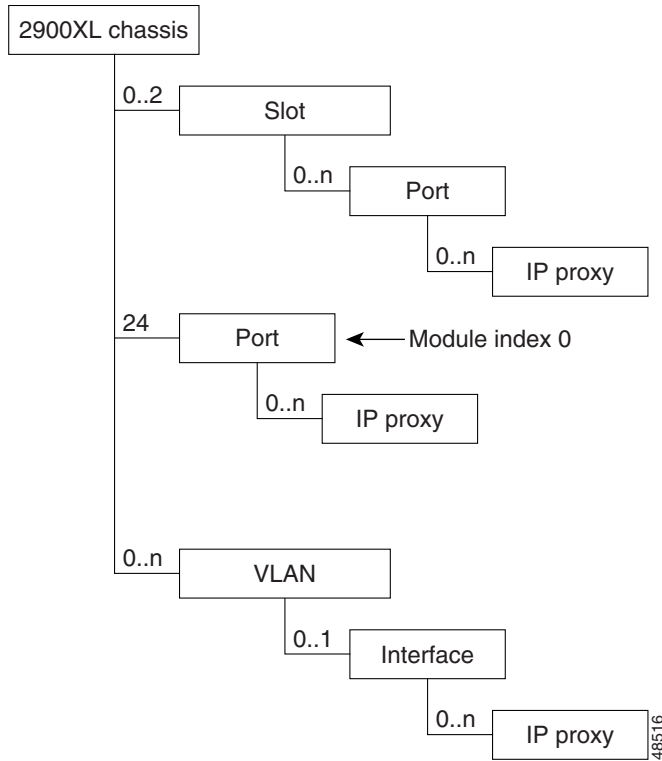 2900XL chassis
0..2
Slot
0..n
Port
0..n
IP proxy
24
Port
Module index 0
0..n
IP proxy
0..n
VLAN
0..1
Interface
0..n
IP proxy
48516